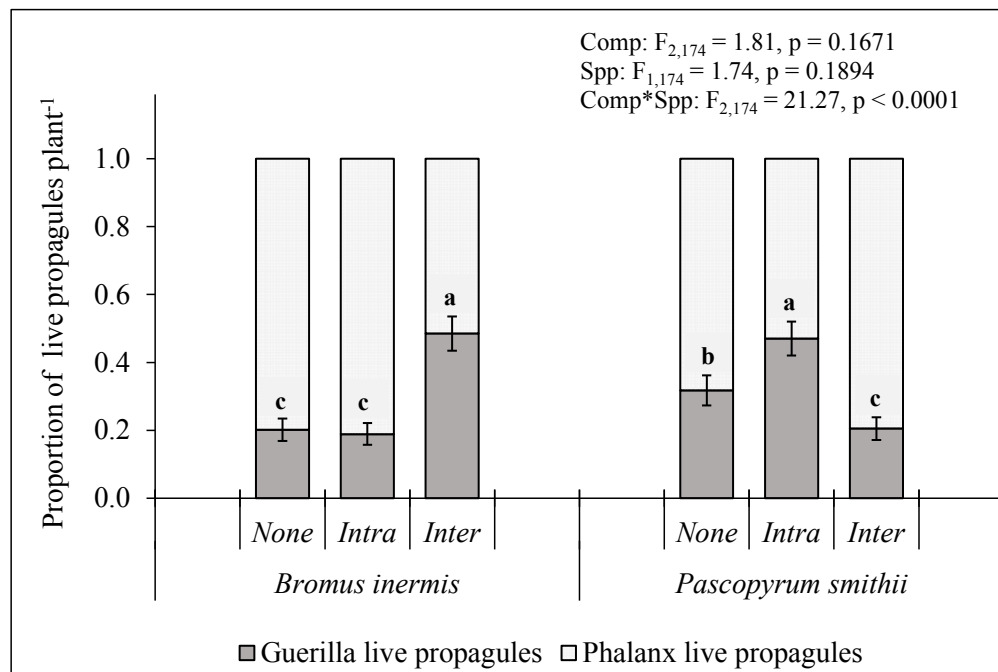 Comp: F2,174 = 1.81, p = 0.1671
Spp: F1,174 = 1.74, p = 0.1894
Comp*Spp: F2,174 = 21.27, p < 0.0001
Proportion of live propagules plant-1
1.0
0.8
0.6
0.4
0.2
0.0
c
c
a
b
a
c
None Intra Inter None Intra Inter
Bromus inermis Pascopyrum smithii
Guerilla live propagules Phalanx live propagules